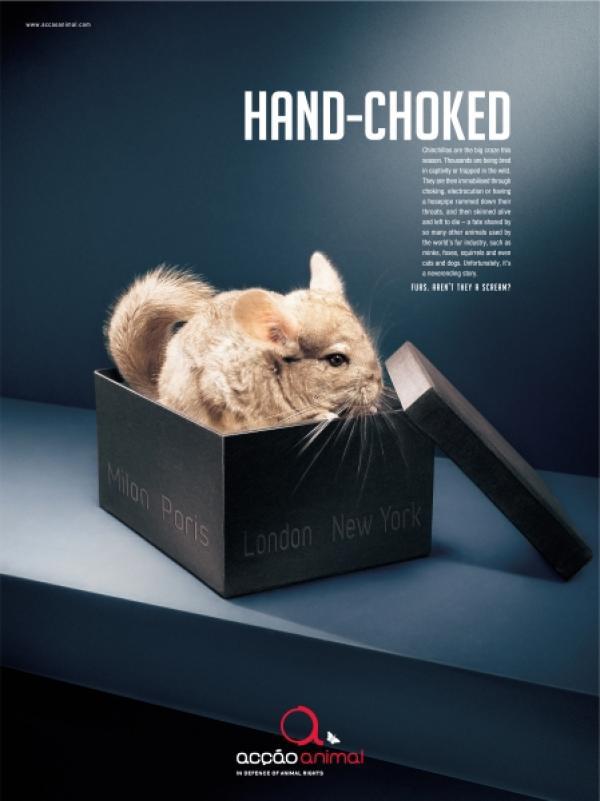 www.accaoanimal.com
HAND-CHOKED
Chinchillas are the big craze this
season. Thousands are being bred
in captivity or trapped in the wild.
They are then immobilised through
choking, electrocution or having
a hosepipe rammed down their
throats, and then skinned alive
and left to die – a fate shared by
so many other animals used by
the world's fur industry, such as
minks, foxes, squirrels and even
cats and dogs. Unfortunately, it's
a neverending story.
FURS. AREN'T THEY A SCREAM?
Milan Paris
London New York
acção animal
IN DEFENCE OF ANIMAL RIGHTS